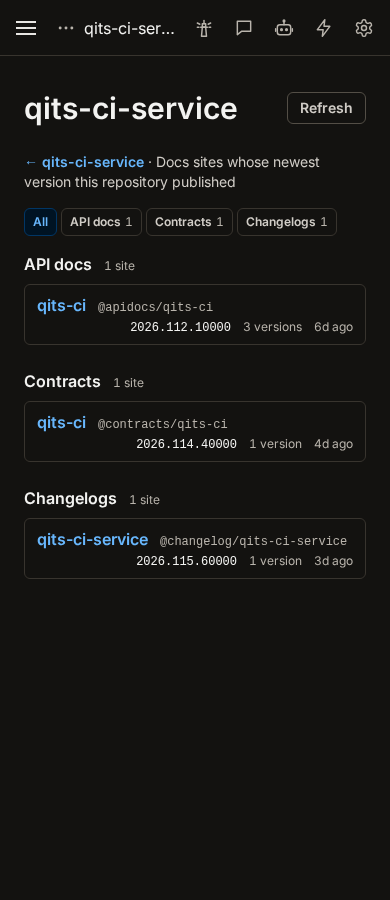 qits-ci-ser...
qits-ci-service
Refresh
← qits-ci-service · Docs sites whose newest
version this repository published
All
API docs 1
Contracts 1
Changelogs 1
API docs 1 site
qits-ci @apidocs/qits-ci
2026.112.10000 3 versions 6d ago
Contracts 1 site
qits-ci @contracts/qits-ci
2026.114.40000 1 version 4d ago
Changelogs 1 site
qits-ci-service @changelog/qits-ci-service
2026.115.60000 1 version 3d ago